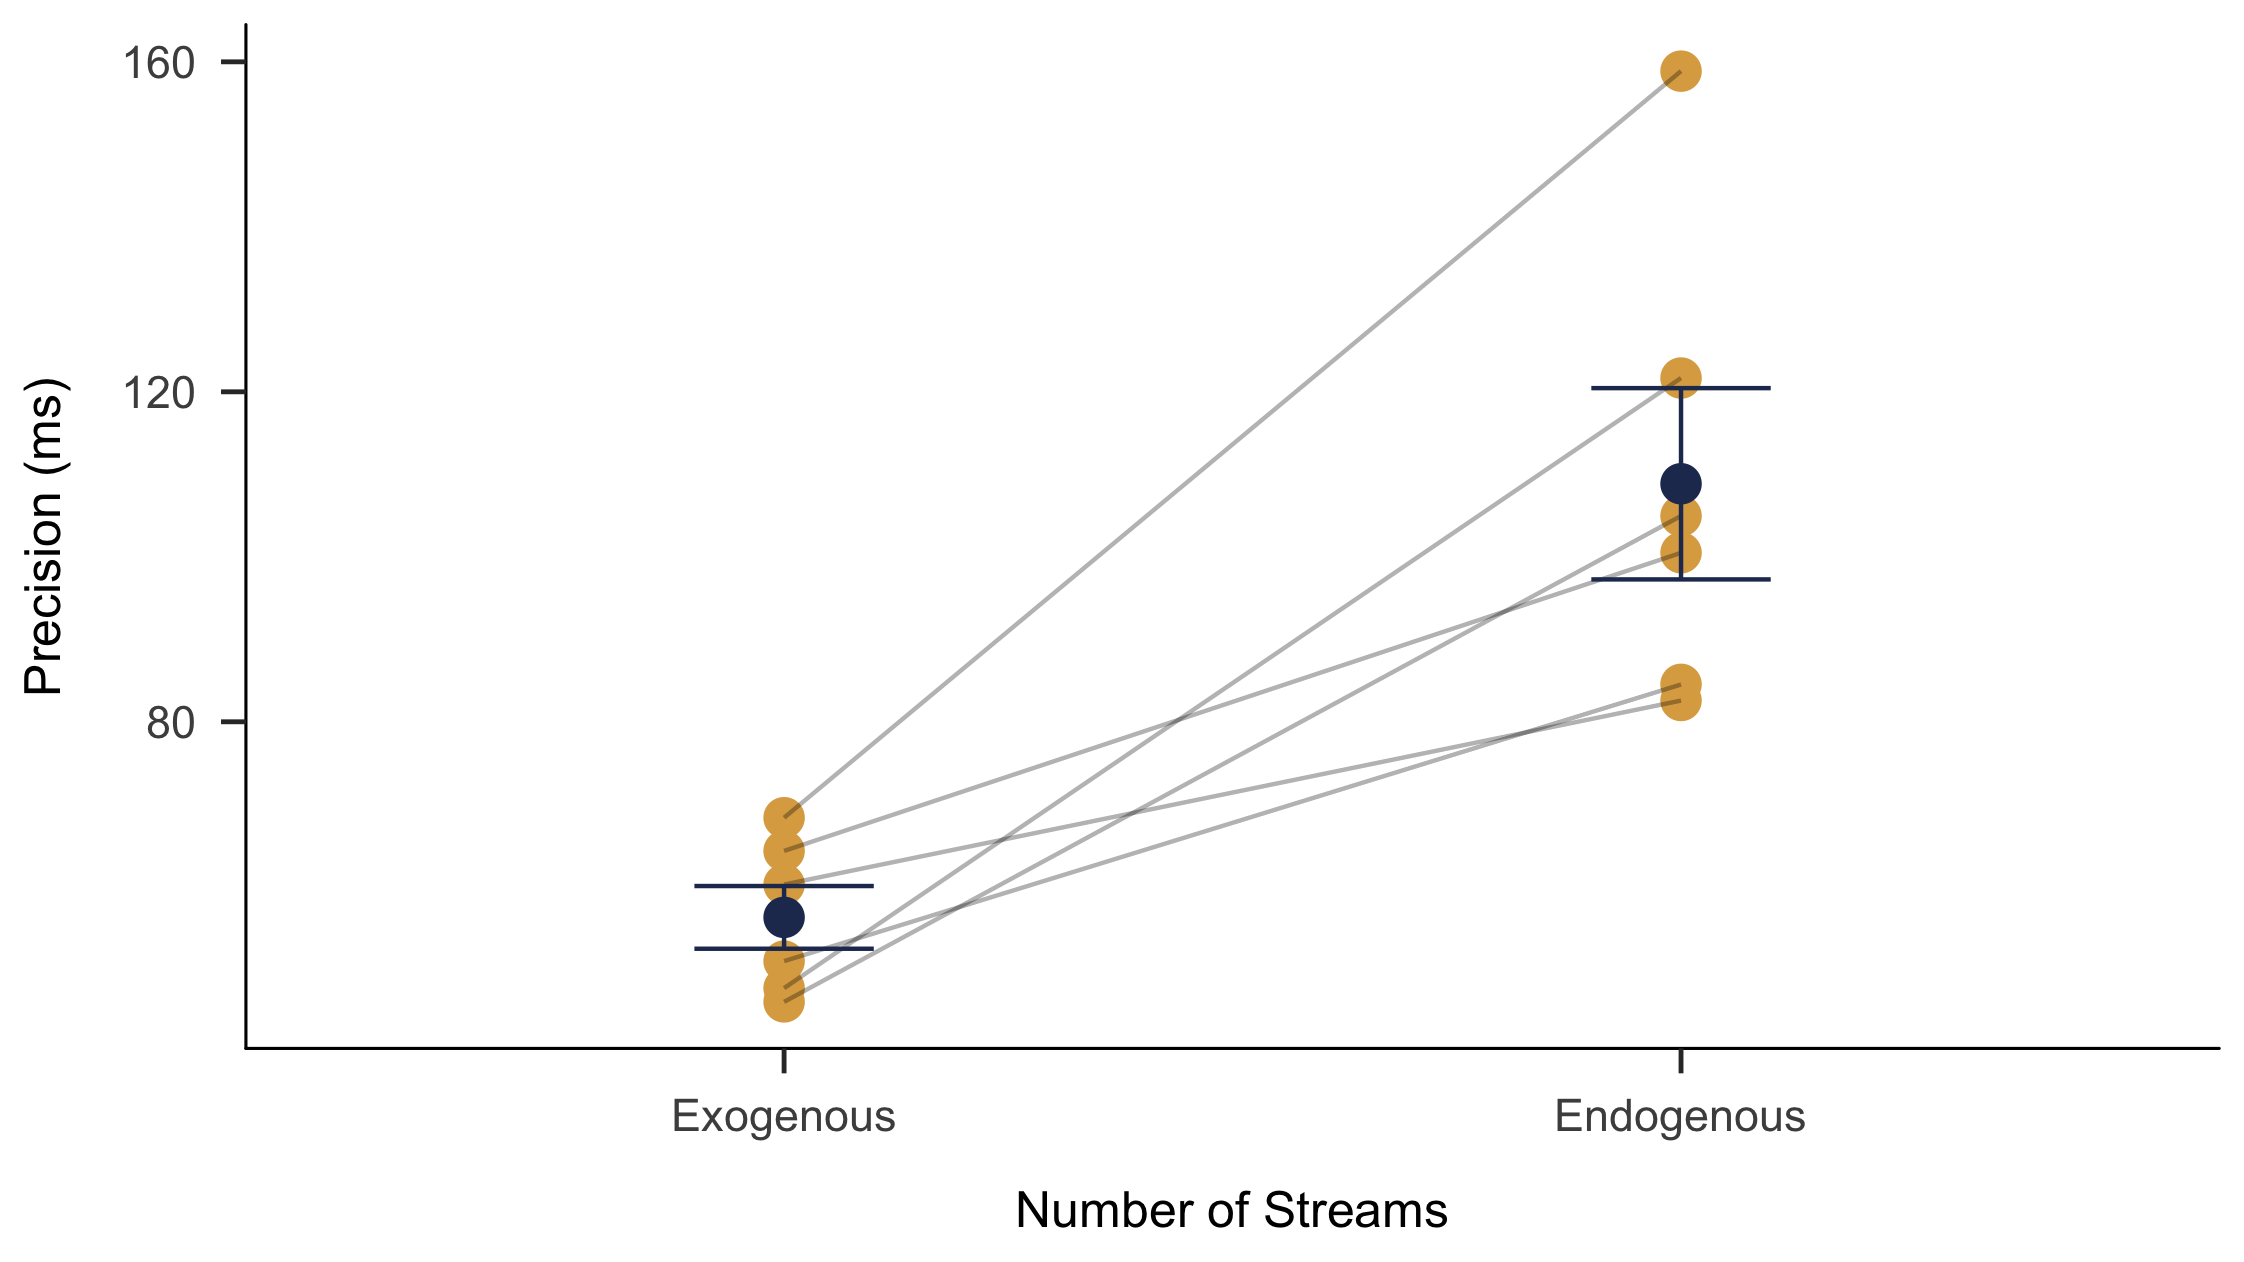 Precision (ms)
160
120
80
Exogenous
Endogenous
Number of Streams